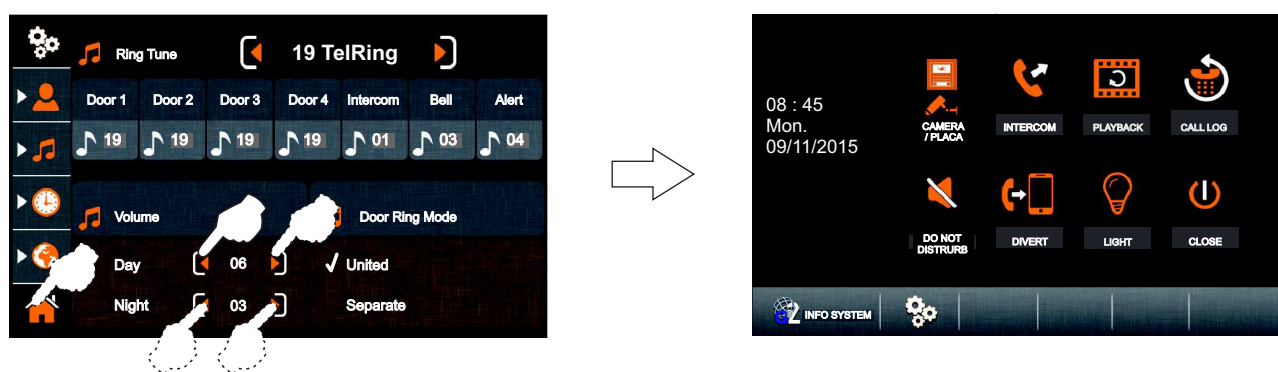 Ring Tune 19 TelRing
Door 1 Door 2 Door 3 Door 4 Intercom Bell Alert
19 19 19 19 01 03 04
Volume Door Ring Mode
Day 06 United
Night 03 Separate
08 : 45
Mon.
09/11/2015
CAMERA
/ PLACA
INTERCOM
PLAYBACK
CALL LOG
DO NOT
DISTRURB
DIVERT
LIGHT
CLOSE
INFO SYSTEM